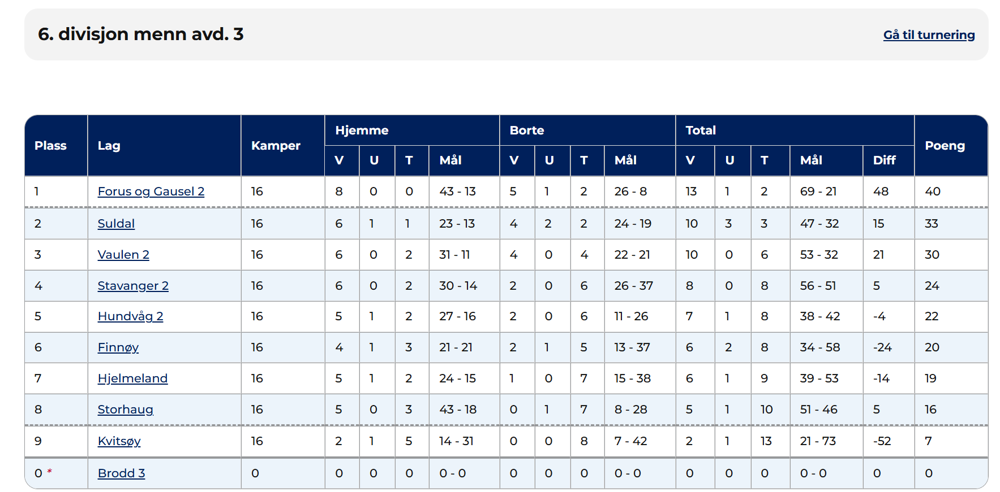 6. divisjon menn avd. 3 Gå til turnering
Plass Lag Kamper Hjemme Borte Total Poeng
V U T Mål V U T Mål V U T Mål Diff
1 Forus og Gausel 2 16 8 0 0 43 - 13 5 1 2 26 - 8 13 1 2 69 - 21 48 40
2 Suldal 16 6 1 1 23 - 13 4 2 2 24 - 19 10 3 3 47 - 32 15 33
3 Vaulen 2 16 6 0 2 31 - 11 4 0 4 22 - 21 10 0 6 53 - 32 21 30
4 Stavanger 2 16 6 0 2 30 - 14 2 0 6 26 - 37 8 0 8 56 - 51 5 24
5 Hundvåg 2 16 5 1 2 27 - 16 2 0 6 11 - 26 7 1 8 38 - 42 -4 22
6 Finnøy 16 4 1 3 21 - 21 2 1 5 13 - 37 6 2 8 34 - 58 -24 20
7 Hjelmeland 16 5 1 2 24 - 15 1 0 7 15 - 38 6 1 9 39 - 53 -14 19
8 Storhaug 16 5 0 3 43 - 18 0 1 7 8 - 28 5 1 10 51 - 46 5 16
9 Kvitsøy 16 2 1 5 14 - 31 0 0 8 7 - 42 2 1 13 21 - 73 -52 7
0 * Brodd 3 0 0 0 0 0 - 0 0 0 0 0 - 0 0 0 0 0 - 0 0 0